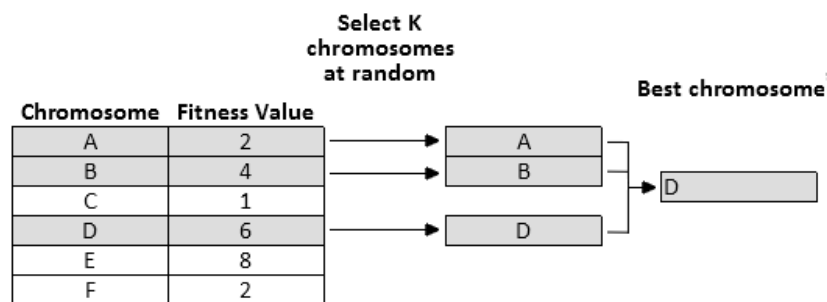 Select K
chromosomes
at random
Best chromosome
Chromosome Fitness Value
A 2 A
B 4 B
D
C 1
D 6 D
E 8
F 2